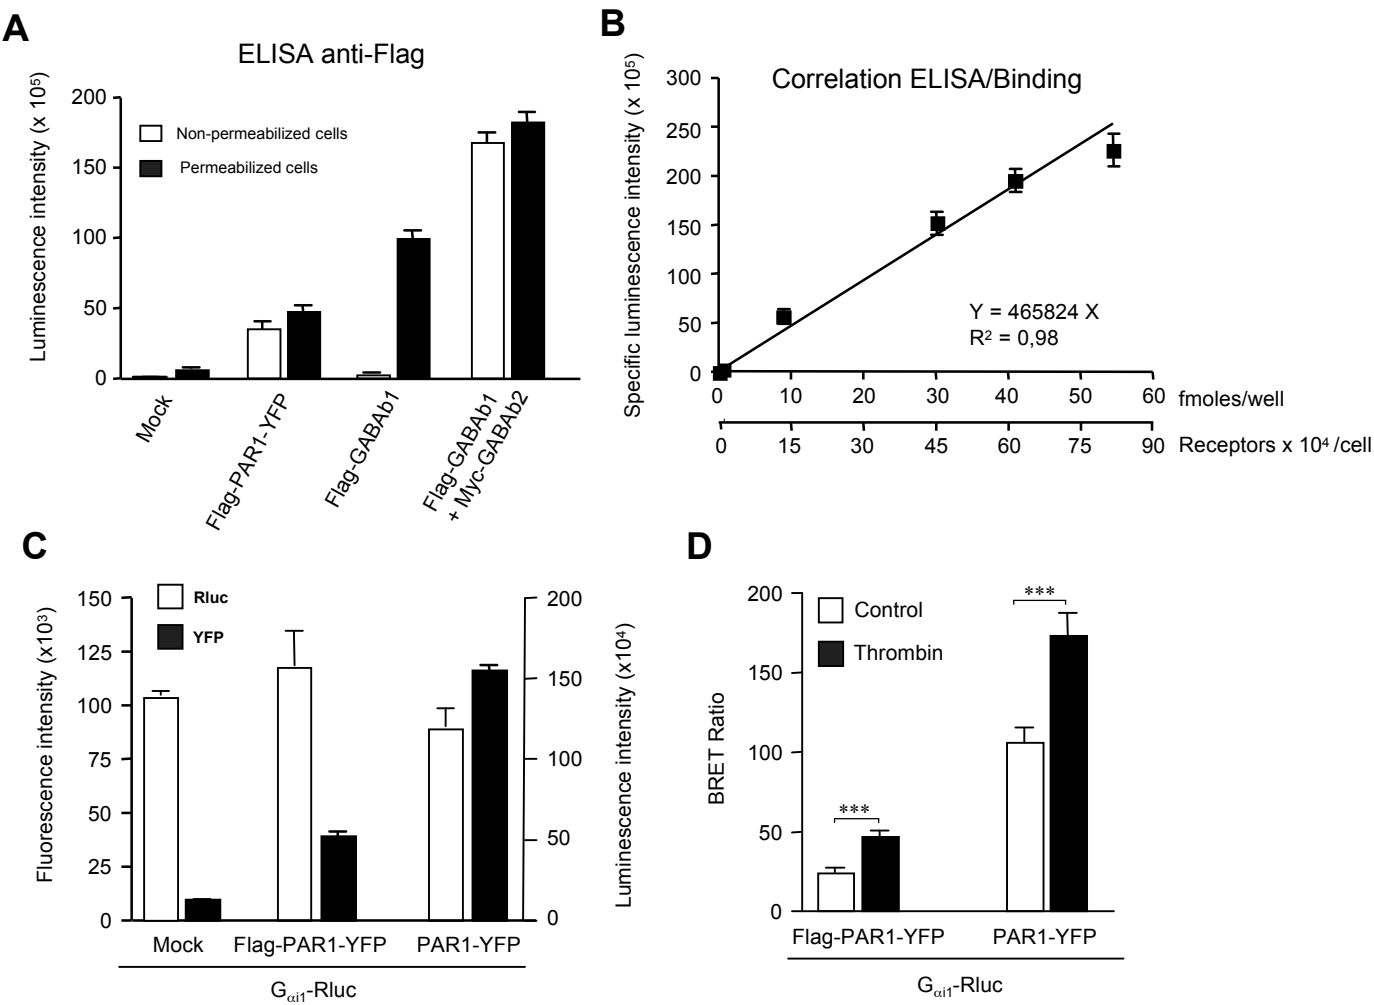 A
ELISA anti-Flag
Luminescence intensity (x 10⁵)
200
150
100
50
0
Non-permeabilized cells
Permeabilized cells
Mock
Flag-PAR1-YFP
Flag-GABAb1
Flag-GABAb1
+ Myc-GABAb2
B
Correlation ELISA/Binding
Specific luminescence intensity (x 10⁵)
300
250
200
150
100
50
0
Y = 465824 X
R² = 0,98
0 10 20 30 40 50 60 fmoles/well
0 15 30 45 60 75 90 Receptors x 10⁴ /cell
C
Fluorescence intensity (x10³)
150
125
100
75
50
25
0
Rluc
YFP
200
150
100
50
0
Luminescence intensity (x10⁴)
Mock Flag-PAR1-YFP PAR1-YFP
Gαi1-Rluc
D
BRET Ratio
200
150
100
50
0
Control
Thrombin
***
***
Flag-PAR1-YFP PAR1-YFP
Gαi1-Rluc